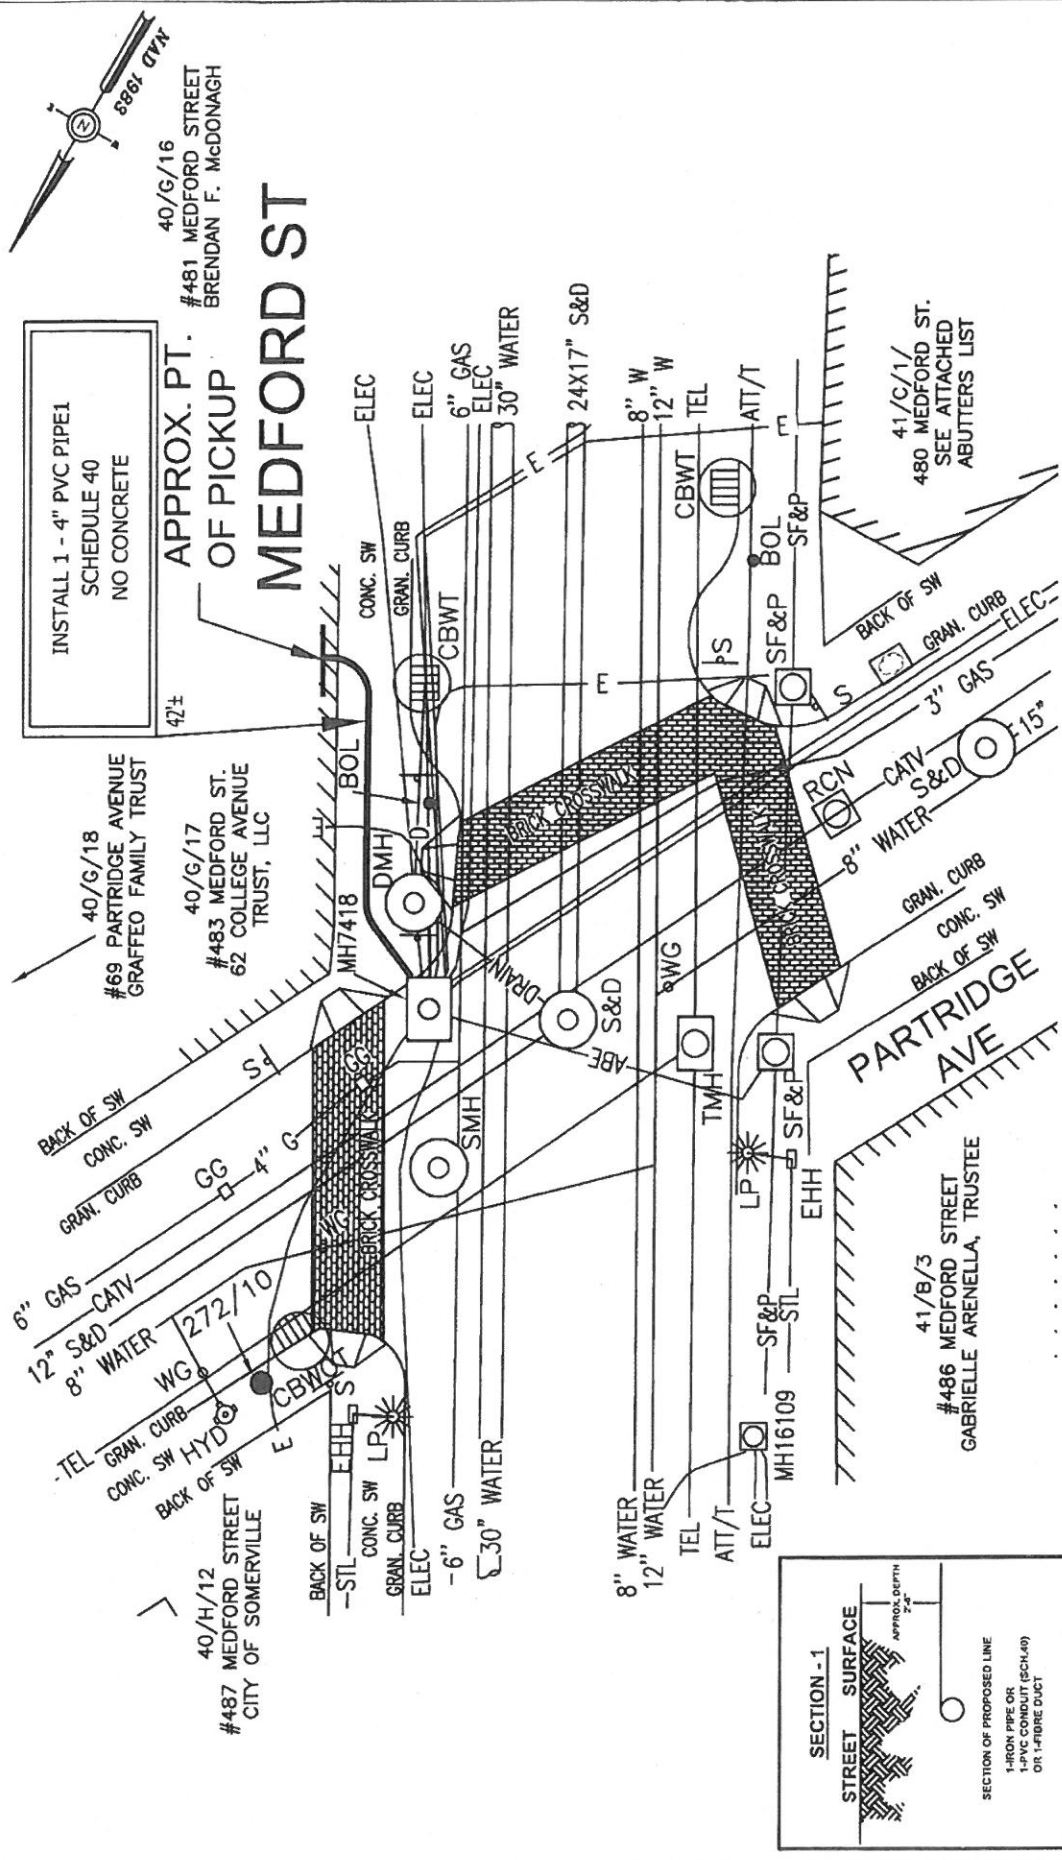 NAD 1983
N
INSTALL 1 - 4" PVC PIPE1
SCHEDULE 40
NO CONCRETE
40/G/16
#481 MEDFORD STREET
BRENDAN F. McDONAGH
APPROX. PT.
OF PICKUP
MEDFORD ST
42'±
40/G/18
#69 PARTRIDGE AVENUE
GRAFFEO FAMILY TRUST
40/G/17
#483 MEDFORD ST.
62 COLLEGE AVENUE
TRUST, LLC
ELEC
ELEC
6" GAS
ELEC
30" WATER
24X17" S&D
8" W
12" W
TEL
ATT/T
CONC. SW
GRAN. CURB
BOL
CBWT
DMH
MH7418
D
E
E
E
CBWT
BOL
SF&P
41/C/1/
480 MEDFORD ST.
SEE ATTACHED
ABUTTERS LIST
BRICK CROSSWALK
S
SF&P
BACK OF SW
GRAN. CURB
ELEC
S
3" GAS
CATV
15"
RCN
S&D
8" WATER
BRICK CROSSWALK
GRAN. CURB
CONC. SW
BACK OF SW
PARTRIDGE
AVE
DRAIN
S&D
WG
ABE
TMH
SF&P
LP
EHH
SMH
BACK OF SW
CONC. SW
GRAN. CURB
S
GG
GG
4"
G
BRICK CROSSWALK
WG
6" GAS
CATV
12" S&D
8" WATER
272/10
WG
TEL
GRAN. CURB
CONC. SW
HYD
BACK OF SW
CBWCT
E
S
LP
40/H/12
#487 MEDFORD STREET
CITY OF SOMERVILLE
BACK OF SW
STL
CONC. SW
GRAN. CURB
ELEC
6" GAS
30" WATER
8" WATER
12" WATER
TEL
ATT/T
ELEC
MH16109
SF&P
STL
41/B/3
#486 MEDFORD STREET
GABRIELLE ARENELLA, TRUSTEE
SECTION - 1
STREET SURFACE
APPROX. DEPTH
SECTION OF PROPOSED LINE
1-IRON PIPE OR
1-PVC CONDUIT (SCH.40)
OR 1-FIBRE DUCT